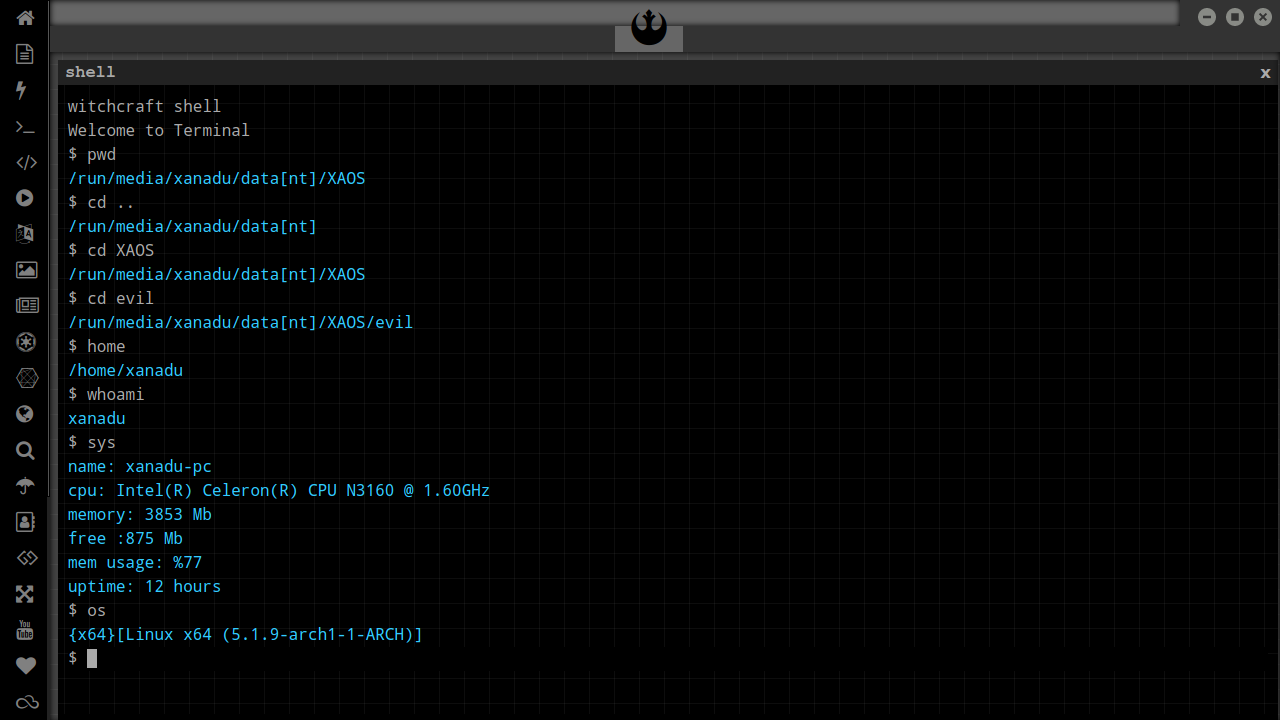 shell
x
witchcraft shell
Welcome to Terminal
$ pwd
/run/media/xanadu/data[nt]/XAOS
$ cd ..
/run/media/xanadu/data[nt]
$ cd XAOS
/run/media/xanadu/data[nt]/XAOS
$ cd evil
/run/media/xanadu/data[nt]/XAOS/evil
$ home
/home/xanadu
$ whoami
xanadu
$ sys
name: xanadu-pc
cpu: Intel(R) Celeron(R) CPU N3160 @ 1.60GHz
memory: 3853 Mb
free :875 Mb
mem usage: %77
uptime: 12 hours
$ os
{x64}[Linux x64 (5.1.9-arch1-1-ARCH)]
$
You
Tube